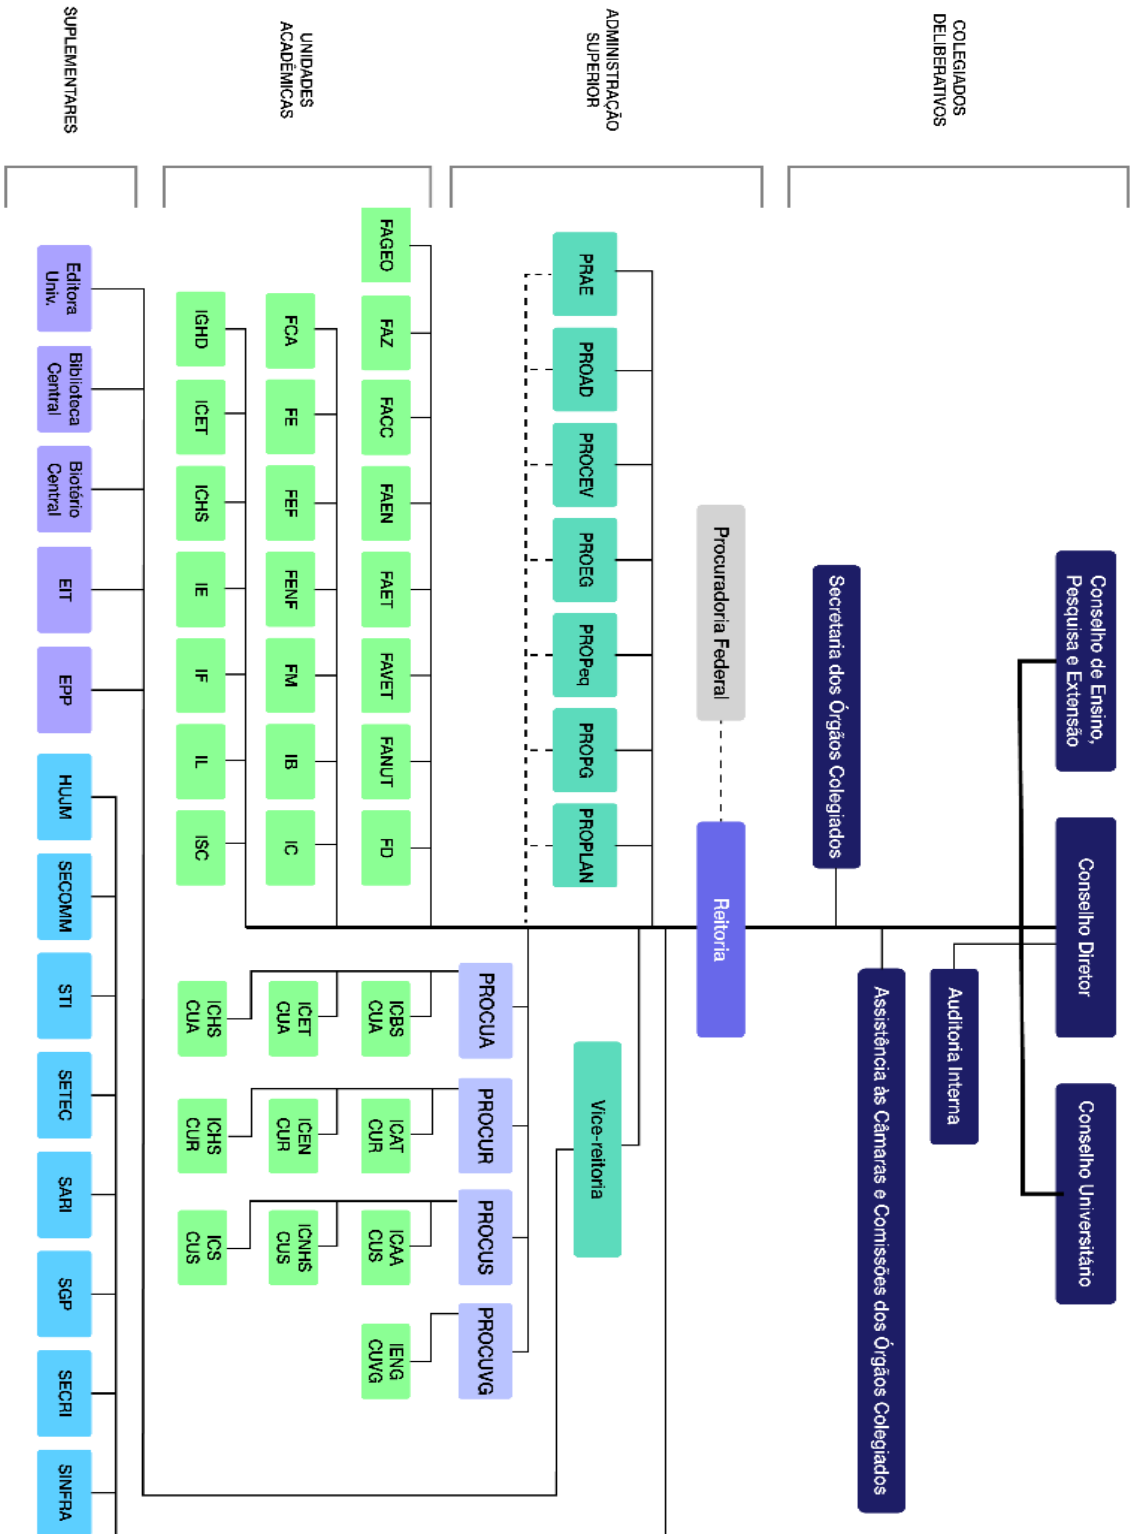 COLEGIADOS
DELIBERATIVOS
Conselho de Ensino,
Pesquisa e Extensão
Conselho Diretor
Conselho Universitário
Auditoria Interna
Secretaria dos Órgãos Colegiados
Assistência às Câmaras e Comissões dos Órgãos Colegiados
ADMINISTRAÇÃO
SUPERIOR
Procuradoria Federal
Reitoria
Vice-reitoria
PRAE
PROAD
PROCEV
PROEG
PROPeq
PROPG
PROPLAN
PROCUA
PROCUR
PROCUS
PROCUVG
UNIDADES
ACADÊMICAS
FAGEO
FAZ
FACC
FAEN
FAET
FAVET
FANUT
FD
ICBS
CUA
ICAT
CUR
ICAA
CUS
IENG
CUVG
FCA
FE
FEF
FENF
FM
IB
IC
ICET
CUA
ICEN
CUR
ICNHS
CUS
IGHD
ICET
ICHS
IE
IF
IL
ISC
ICHS
CUA
ICHS
CUR
ICS
CUS
SUPLEMENTARES
Editora
Univ.
Biblioteca
Central
Biotério
Central
EIT
EPP
HUJM
SECOMM
STI
SETEC
SARI
SGP
SECRI
SINFRA